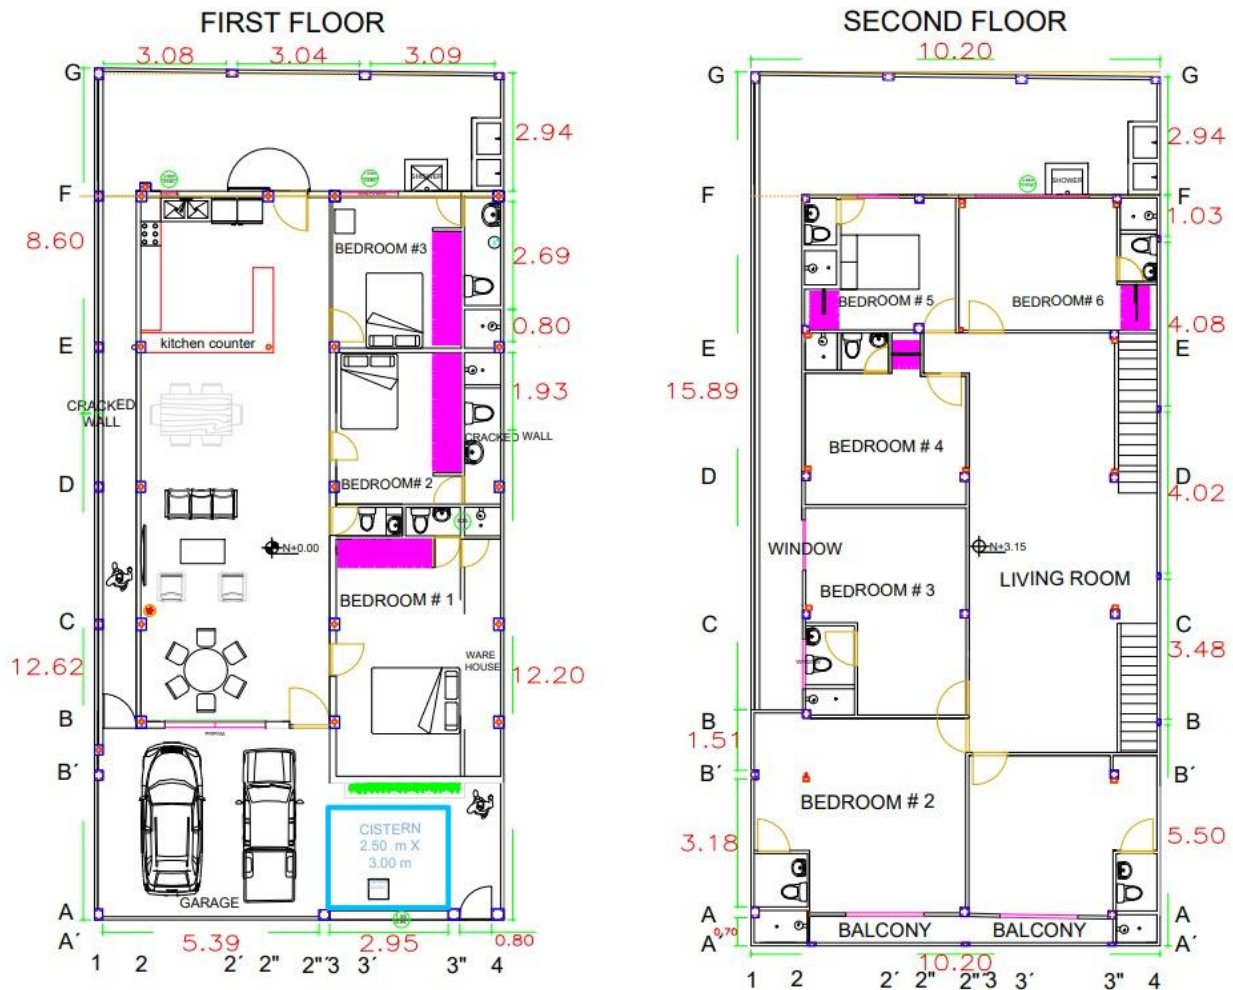 FIRST FLOOR
3.08
3.04
3.09
G
2.94
SHOWER
F
8.60
BEDROOM #3
2.69
0.80
kitchen counter
E
1.93
CRACKED
WALL
CRACKED WALL
D
BEDROOM# 2
N+0.00
BEDROOM # 1
C
WARE
HOUSE
12.62
12.20
B
B´
CISTERN
2.50 m X
3.00 m
GARAGE
A
A´
5.39
2.95
0.80
1
2
2´
2"
2"´3
3´
3"
4
SECOND FLOOR
10.20
G
G
2.94
SHOWER
F
F
1.03
BEDROOM # 5
BEDROOM# 6
4.08
E
E
15.89
BEDROOM # 4
D
D
4.02
WINDOW
N+3.15
BEDROOM # 3
LIVING ROOM
C
C
3.48
WINDOW
B
B
1.51
B´
B´
BEDROOM # 2
3.18
5.50
A
A
0.70
BALCONY
BALCONY
A´
A´
10.20
1
2
2´
2"
2"´3
3´
3"
4